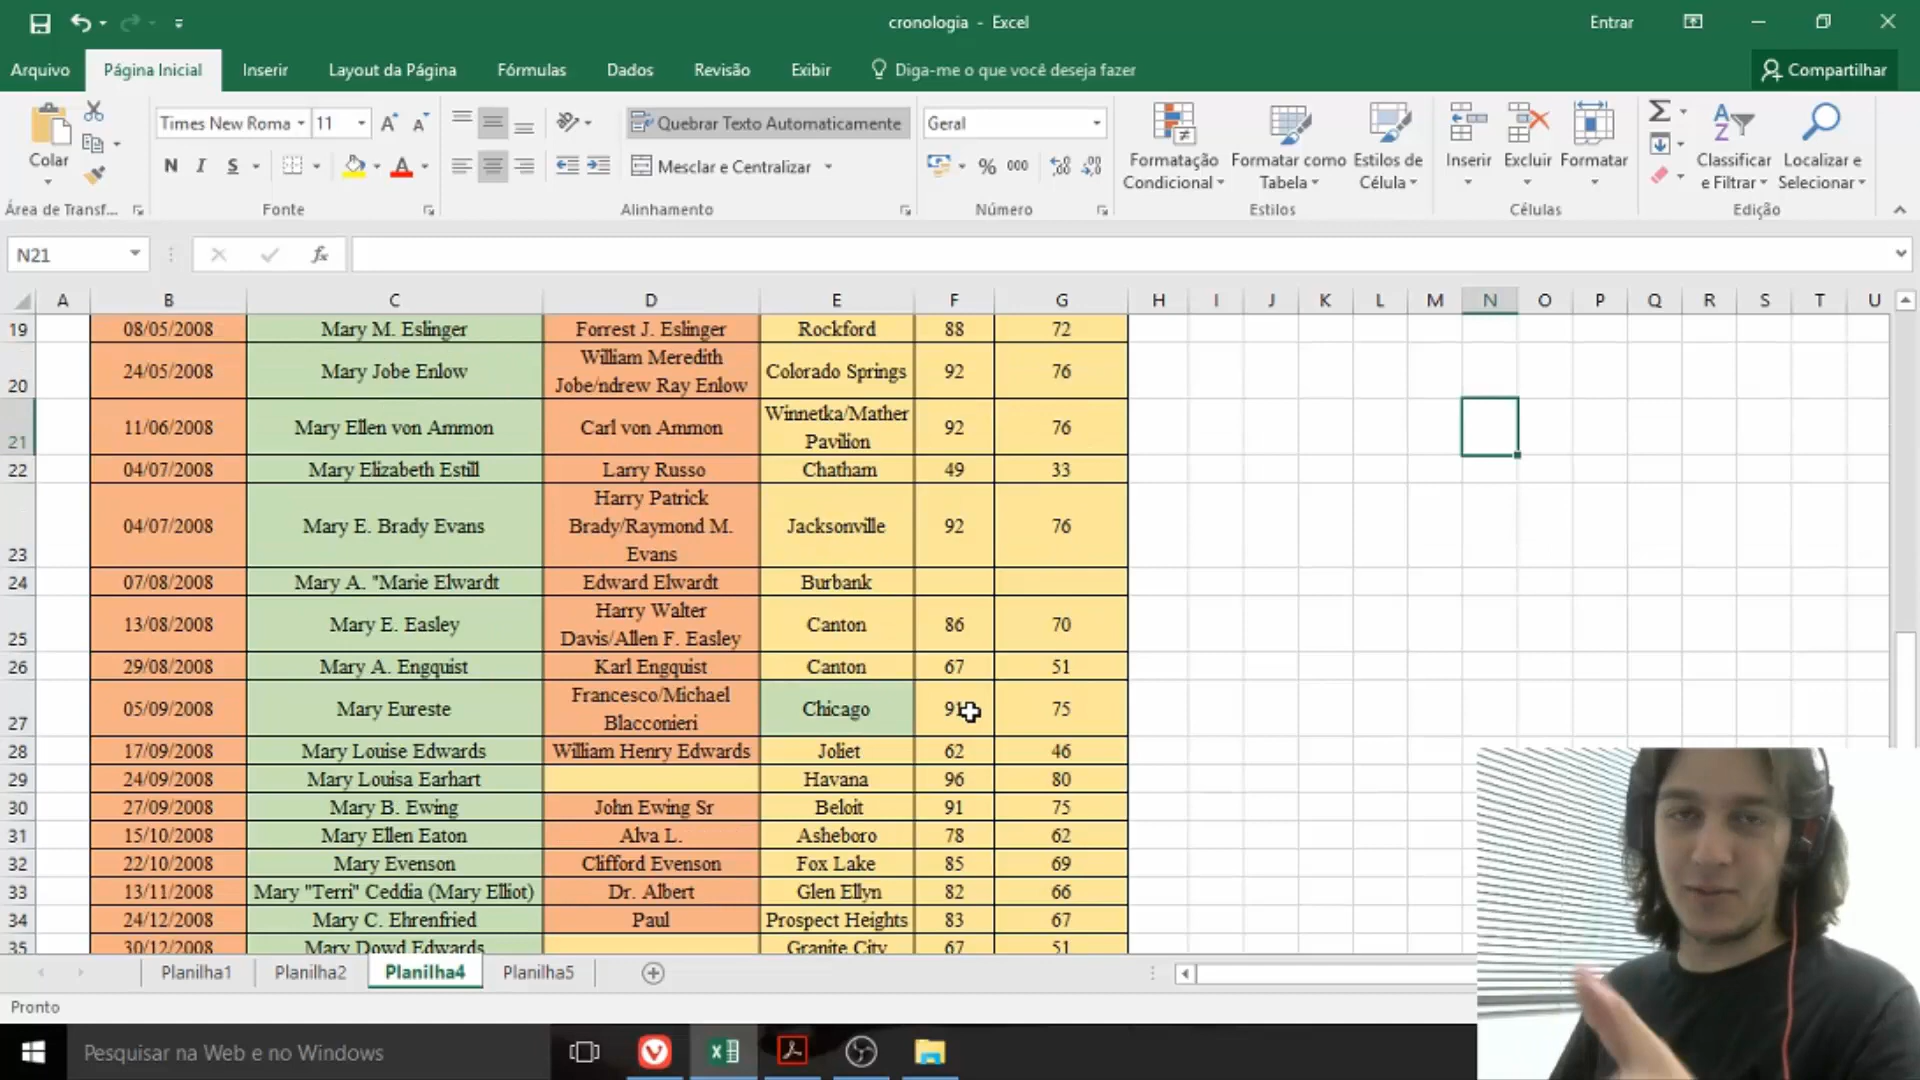 cronologia - Excel
Entrar
Arquivo Página Inicial Inserir Layout da Página Fórmulas Dados Revisão Exibir Diga-me o que você deseja fazer Compartilhar
Colar
Times New Roma 11
N I S
Quebrar Texto Automaticamente
Mesclar e Centralizar
Geral
% 000
Formatação Condicional
Formatar como Tabela
Estilos de Célula
Inserir Excluir Formatar
Classificar e Filtrar
Localizar e Selecionar
Área de Transf... Fonte Alinhamento Número Estilos Células Edição
N21 fx
A B C D E F G H I J K L M N O P Q R S T U
19 08/05/2008 Mary M. Eslinger Forrest J. Eslinger Rockford 88 72
20 24/05/2008 Mary Jobe Enlow William Meredith Jobe/ndrew Ray Enlow Colorado Springs 92 76
21 11/06/2008 Mary Ellen von Ammon Carl von Ammon Winnetka/Mather Pavilion 92 76
22 04/07/2008 Mary Elizabeth Estill Larry Russo Chatham 49 33
23 04/07/2008 Mary E. Brady Evans Harry Patrick Brady/Raymond M. Evans Jacksonville 92 76
24 07/08/2008 Mary A. "Marie Elwardt Edward Elwardt Burbank
25 13/08/2008 Mary E. Easley Harry Walter Davis/Allen F. Easley Canton 86 70
26 29/08/2008 Mary A. Engquist Karl Engquist Canton 67 51
27 05/09/2008 Mary Eureste Francesco/Michael Blacconieri Chicago 91 75
28 17/09/2008 Mary Louise Edwards William Henry Edwards Joliet 62 46
29 24/09/2008 Mary Louisa Earhart Havana 96 80
30 27/09/2008 Mary B. Ewing John Ewing Sr Beloit 91 75
31 15/10/2008 Mary Ellen Eaton Alva L. Asheboro 78 62
32 22/10/2008 Mary Evenson Clifford Evenson Fox Lake 85 69
33 13/11/2008 Mary "Terri" Ceddia (Mary Elliot) Dr. Albert Glen Ellyn 82 66
34 24/12/2008 Mary C. Ehrenfried Paul Prospect Heights 83 67
35 30/12/2008 Mary Dowd Edwards Granite City 67 51
Planilha1 Planilha2 Planilha4 Planilha5
Pronto
Pesquisar na Web e no Windows